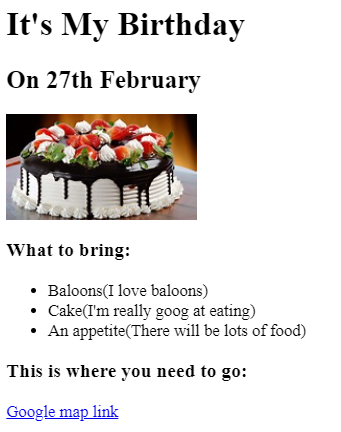 It's My Birthday
On 27th February
What to bring:
Baloons(I love baloons)
Cake(I'm really goog at eating)
An appetite(There will be lots of food)
This is where you need to go:
Google map link